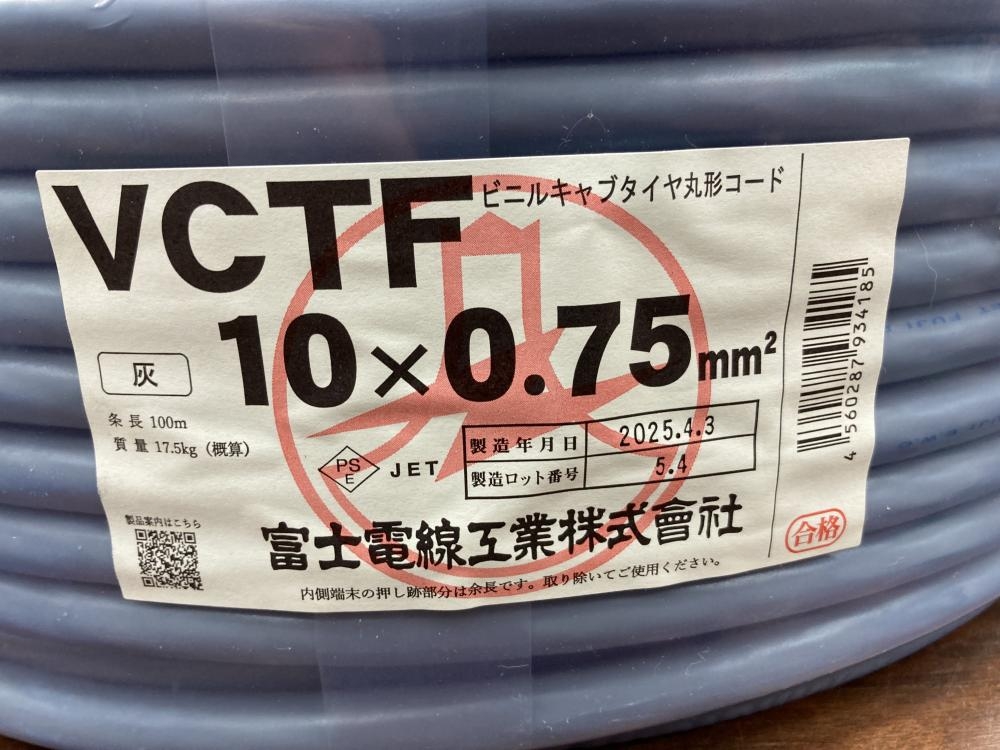 VCTF ビニルキャブタイヤ丸形コード
10×0.75mm²
灰
条長 100m
質量 17.5kg（概算）
PS
E
JET
製造年月日 2025.4.3
製造ロット番号 5.4
製品案内はこちら
富士電線工業株式會社
内側端末の押し跡部分は余長です。取り除いてご使用ください。
4 560287 934185
合格